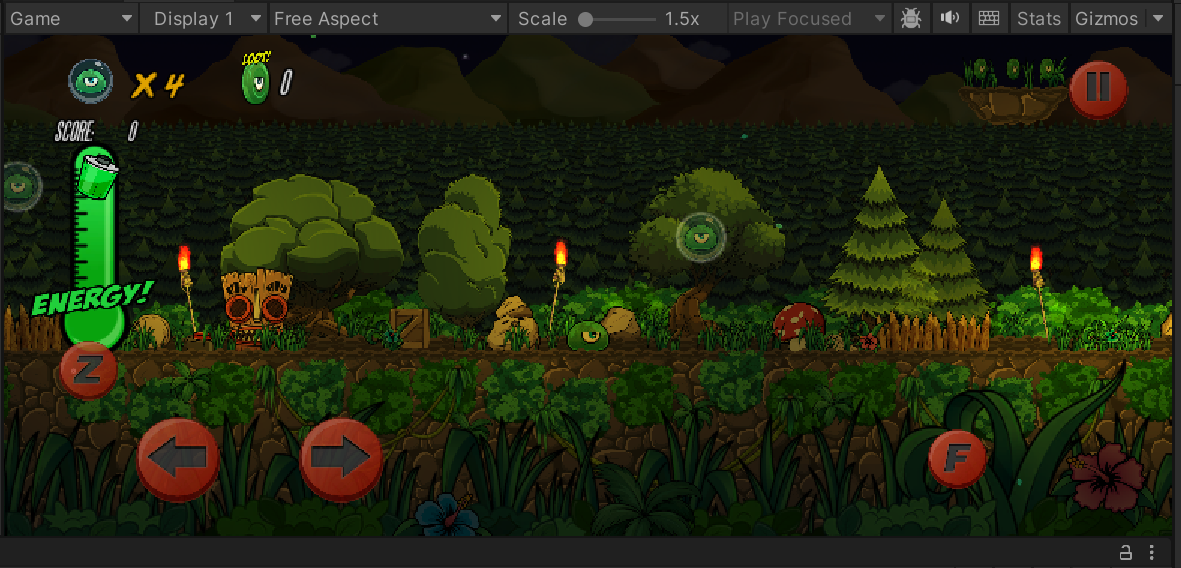 Game Display 1 Free Aspect Scale 1.5x Play Focused Stats Gizmos
X 4 0
SCORE: 0
ENERGY!
Z
Z
F